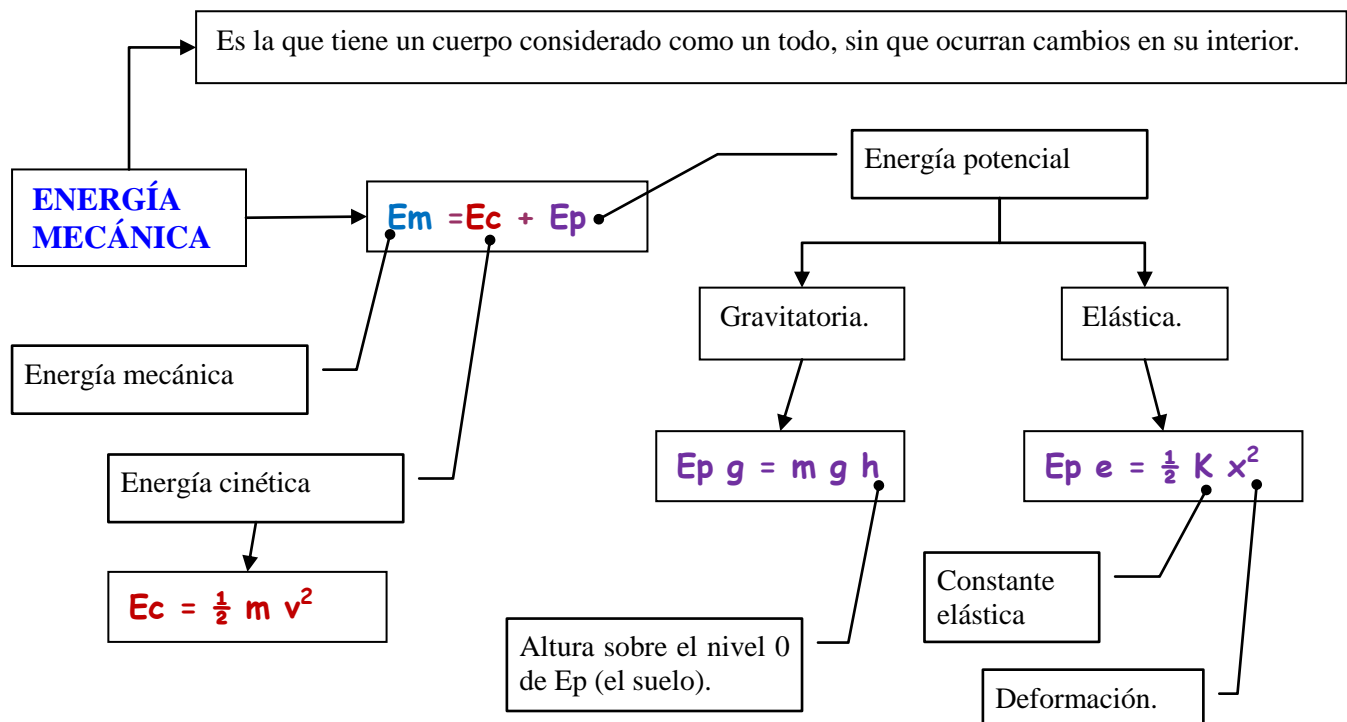 Es la que tiene un cuerpo considerado como un todo, sin que ocurran cambios en su interior.
Energía potencial
ENERGÍA
MECÁNICA
Em =Ec + Ep
Gravitatoria.
Elástica.
Energía mecánica
Ep g = m g h
Ep e = ½ K x²
Energía cinética
Ec = ½ m v²
Constante
elástica
Altura sobre el nivel 0
de Ep (el suelo).
Deformación.